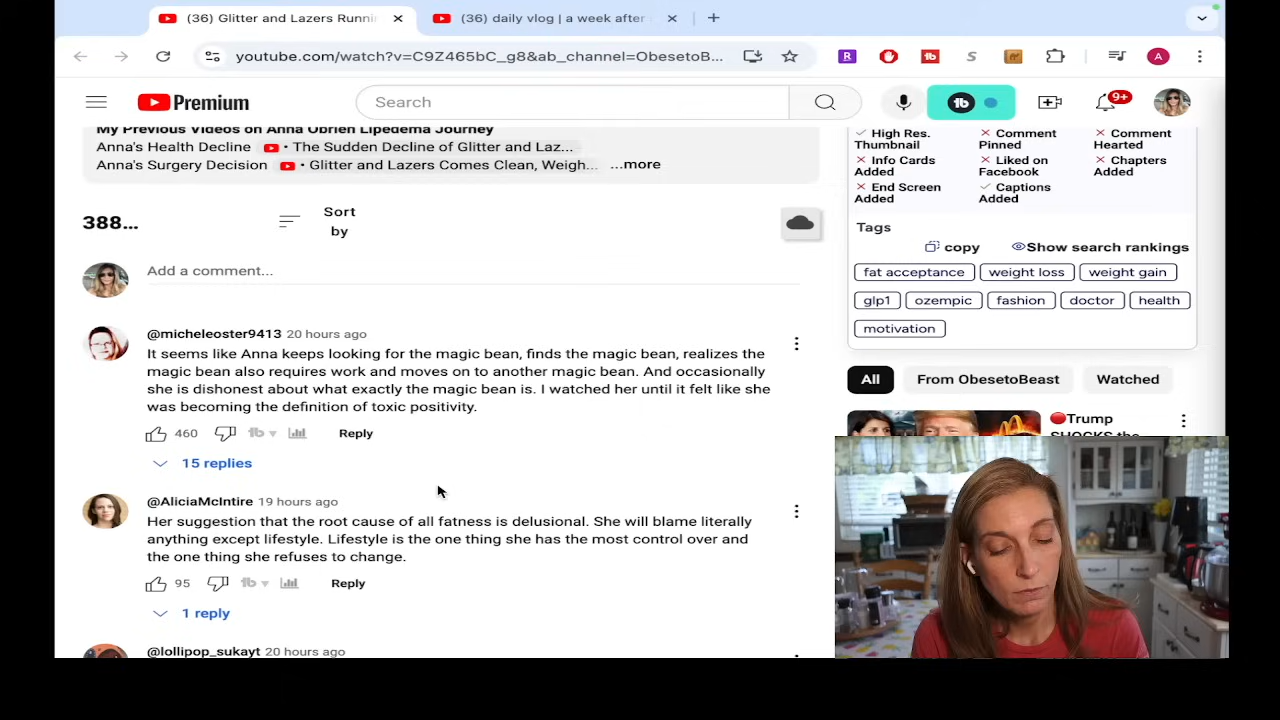 (36) Glitter and Lazers Runni
(36) daily vlog | a week after
youtube.com/watch?v=C9Z465bC_g8&ab_channel=ObesetoB...
R
tb
S
A
Premium
Search
tb
9+
My Previous Videos on Anna Obrien Lipedema Journey
Anna's Health Decline • The Sudden Decline of Glitter and Laz...
Anna's Surgery Decision • Glitter and Lazers Comes Clean, Weigh... ...more
388...
Sort
by
Add a comment...
@micheleoster9413 20 hours ago
It seems like Anna keeps looking for the magic bean, finds the magic bean, realizes the
magic bean also requires work and moves on to another magic bean. And occasionally
she is dishonest about what exactly the magic bean is. I watched her until it felt like she
was becoming the definition of toxic positivity.
460 tb Reply
15 replies
@AliciaMcIntire 19 hours ago
Her suggestion that the root cause of all fatness is delusional. She will blame literally
anything except lifestyle. Lifestyle is the one thing she has the most control over and
the one thing she refuses to change.
95 tb Reply
1 reply
@lollipop_sukayt 20 hours ago
High Res.
Thumbnail
Comment
Pinned
Comment
Hearted
Info Cards
Added
Liked on
Facebook
Chapters
Added
End Screen
Added
Captions
Added
Tags
copy
Show search rankings
fat acceptance
weight loss
weight gain
glp1
ozempic
fashion
doctor
health
motivation
All
From ObesetoBeast
Watched
Trump
SHOCKS the